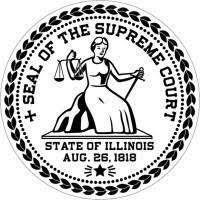 SEAL OF THE SUPREME COURT
STATE OF ILLINOIS
AUG. 26, 1818